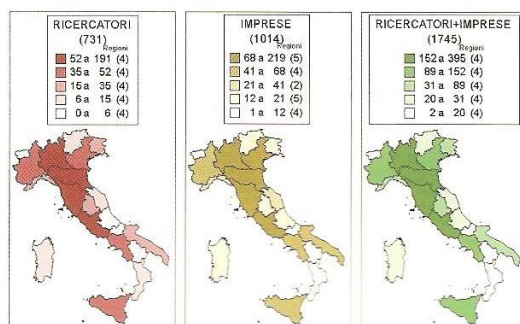 RICERCATORI
(731)
Regioni
52 a 191 (4)
35 a 52 (4)
15 a 35 (4)
6 a 15 (4)
0 a 6 (4)
IMPRESE
(1014)
Regioni
68 a 219 (5)
41 a 68 (4)
21 a 41 (2)
12 a 21 (5)
1 a 12 (4)
RICERCATORI+IMPRESE
(1745)
Regioni
152 a 395 (4)
89 a 152 (4)
31 a 89 (4)
20 a 31 (4)
2 a 20 (4)